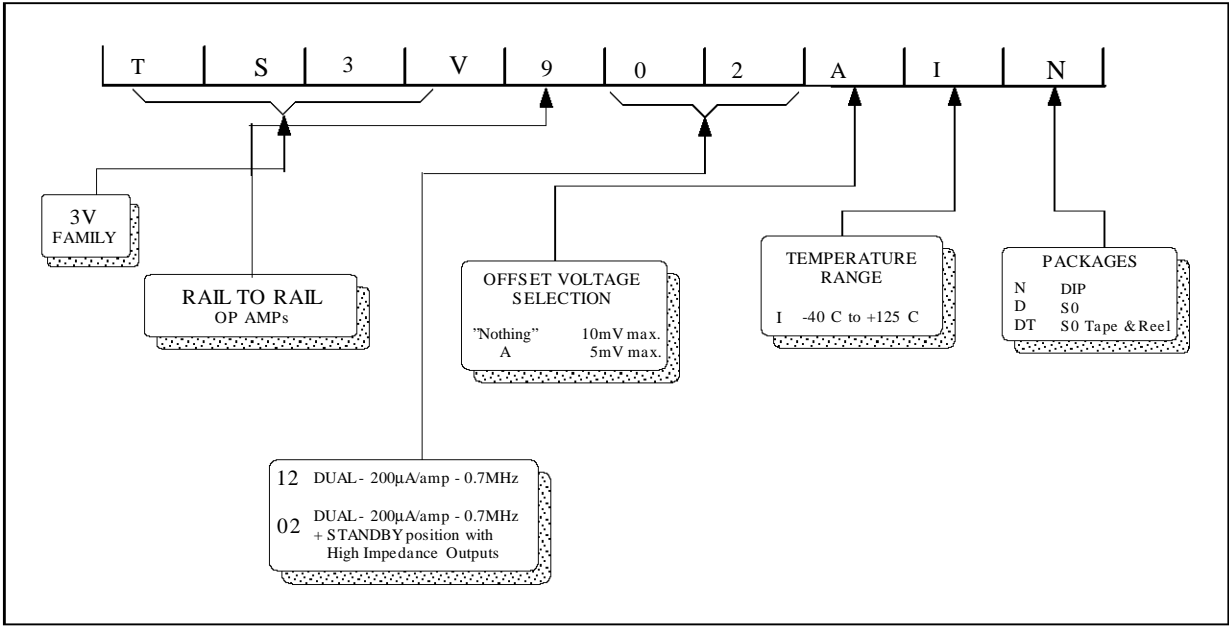 T S 3 V 9 0 2 A I N
3V
FAMILY
RAIL TO RAIL
OP AMPs
OFFSET VOLTAGE
SELECTION
"Nothing" 10mV max.
A 5mV max.
TEMPERATURE
RANGE
I -40 C to +125 C
PACKAGES
N DIP
D S0
DT S0 Tape & Reel
12 DUAL - 200µA/amp - 0.7MHz
02 DUAL - 200µA/amp - 0.7MHz
+ STANDBY position with
High Impedance Outputs